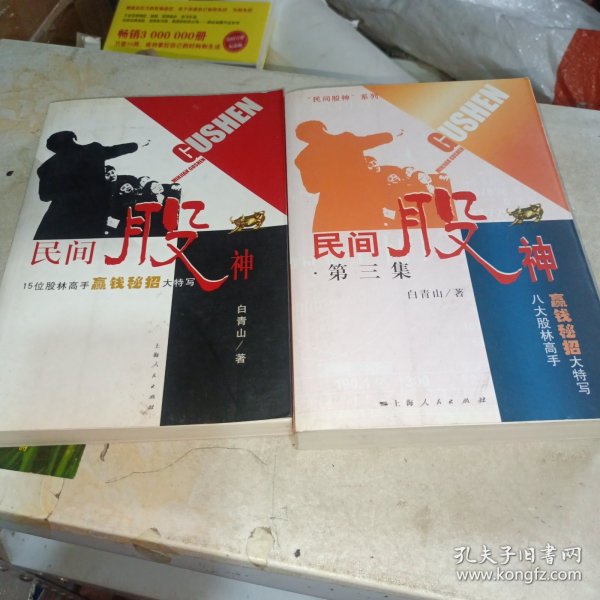 畅销3 000 000册
GUSHEN
MINJIAN GUSHEN
民间股神
15位股林高手赢钱秘招大特写
白青山/著
上海人民出版社
"民间股神"系列
GUSHEN
民间股神
·第三集
白青山/著
八大股林高手
赢钱秘招大特写
上海人民出版社
孔夫子旧书网
www.kongfz.com